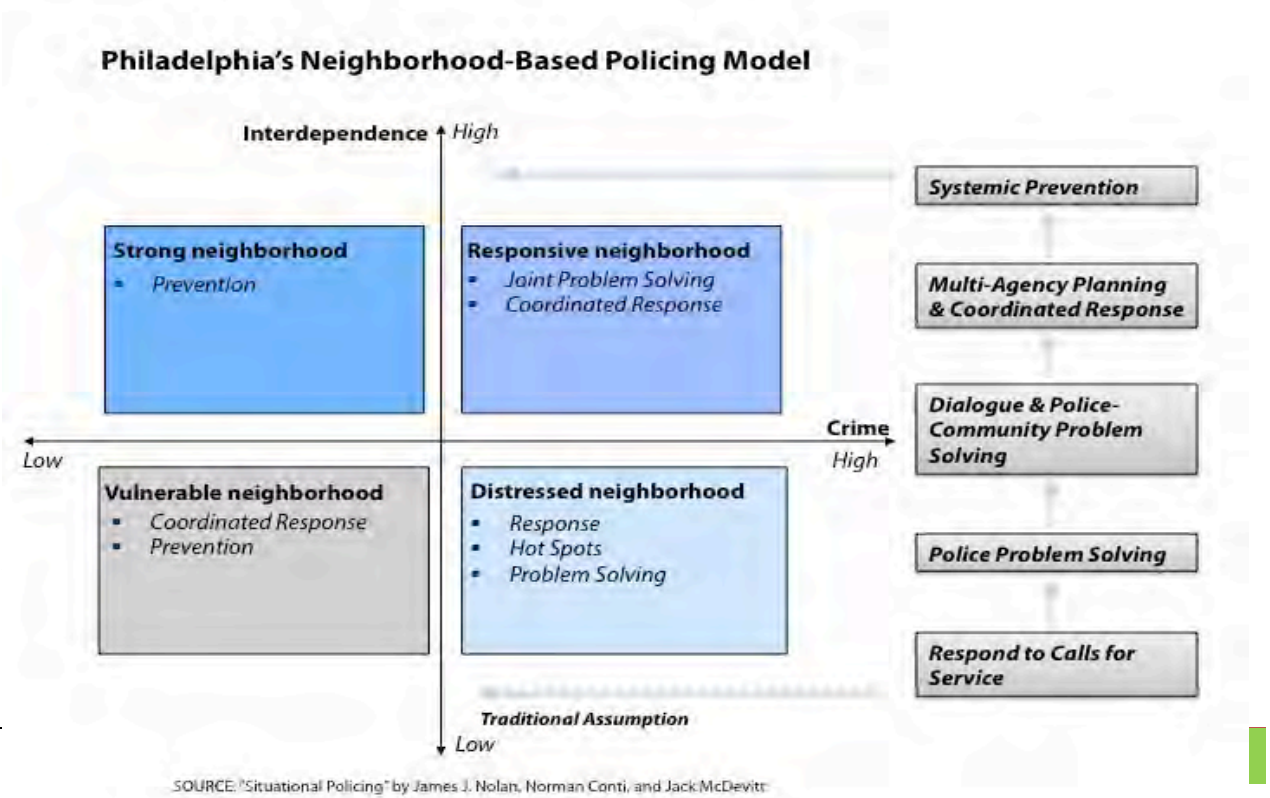 Philadelphia's Neighborhood-Based Policing Model
Interdependence
High
Strong neighborhood
▪ Prevention
Responsive neighborhood
▪ Joint Problem Solving
▪ Coordinated Response
Crime
Low
High
Vulnerable neighborhood
▪ Coordinated Response
▪ Prevention
Distressed neighborhood
▪ Response
▪ Hot Spots
▪ Problem Solving
Traditional Assumption
Low
Systemic Prevention
Multi-Agency Planning
& Coordinated Response
Dialogue & Police-
Community Problem
Solving
Police Problem Solving
Respond to Calls for
Service
SOURCE: "Situational Policing" by James J. Nolan, Norman Conti, and Jack McDevitt